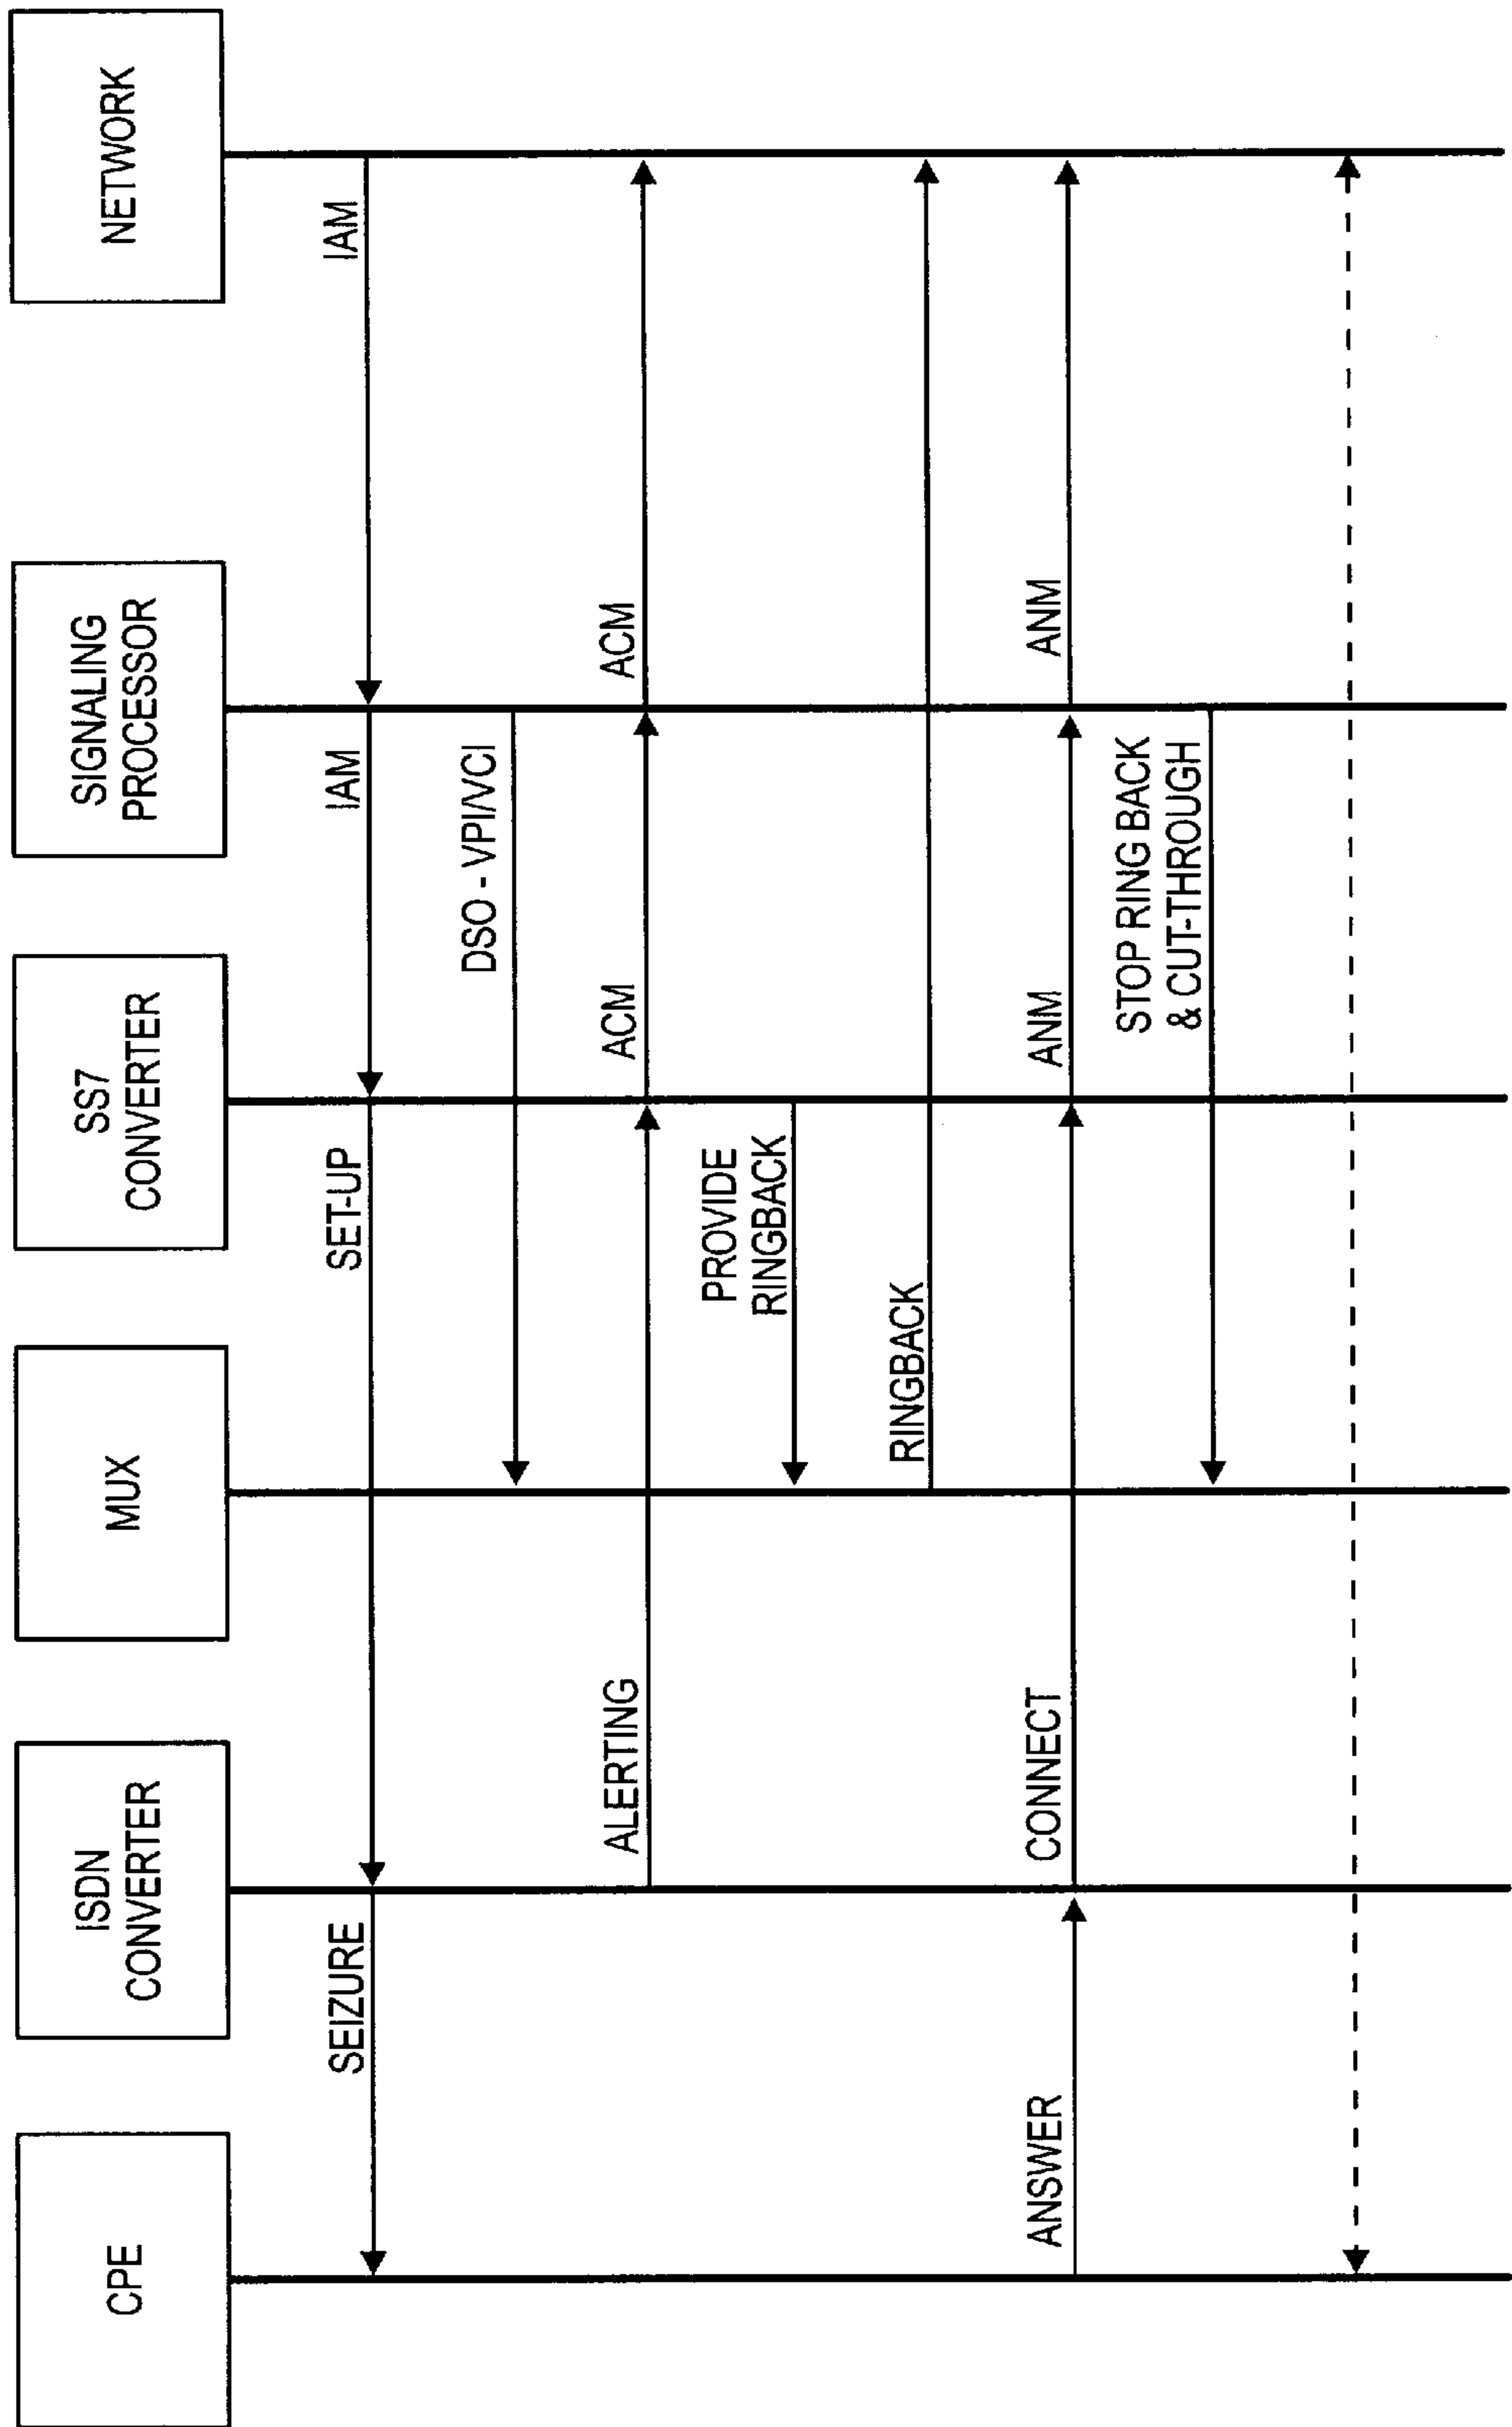 CPE
ISDN
CONVERTER
MUX
SS7
CONVERTER
SIGNALING
PROCESSOR
NETWORK
SEIZURE
SET-UP
IAM
IAM
DSO - VPI/VCI
ALERTING
ACM
ACM
PROVIDE
RINGBACK
RINGBACK
ANSWER
CONNECT
ANM
ANM
STOP RING BACK
& CUT-THROUGH